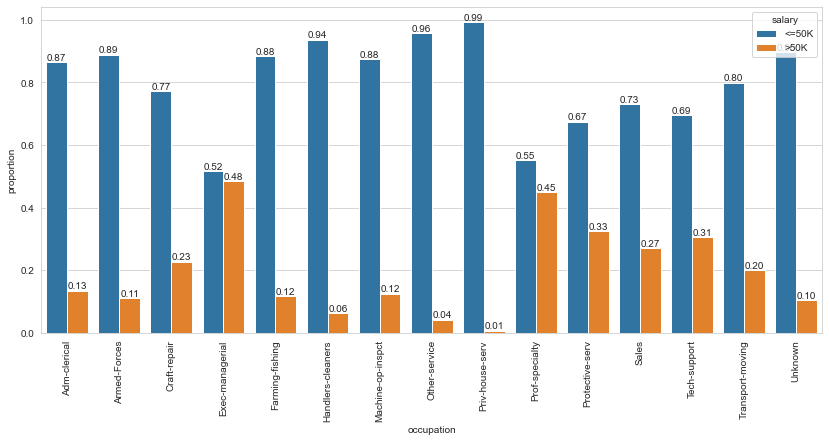 salary
<=50K
>50K
proportion
1.0
0.8
0.6
0.4
0.2
0.0
0.87
0.13
0.89
0.11
0.77
0.23
0.52
0.48
0.88
0.12
0.94
0.06
0.88
0.12
0.96
0.04
0.99
0.01
0.55
0.45
0.67
0.33
0.73
0.27
0.69
0.31
0.80
0.20
0.10
Adm-clerical
Armed-Forces
Craft-repair
Exec-managerial
Farming-fishing
Handlers-cleaners
Machine-op-inspct
Other-service
Priv-house-serv
Prof-specialty
Protective-serv
Sales
Tech-support
Transport-moving
Unknown
occupation